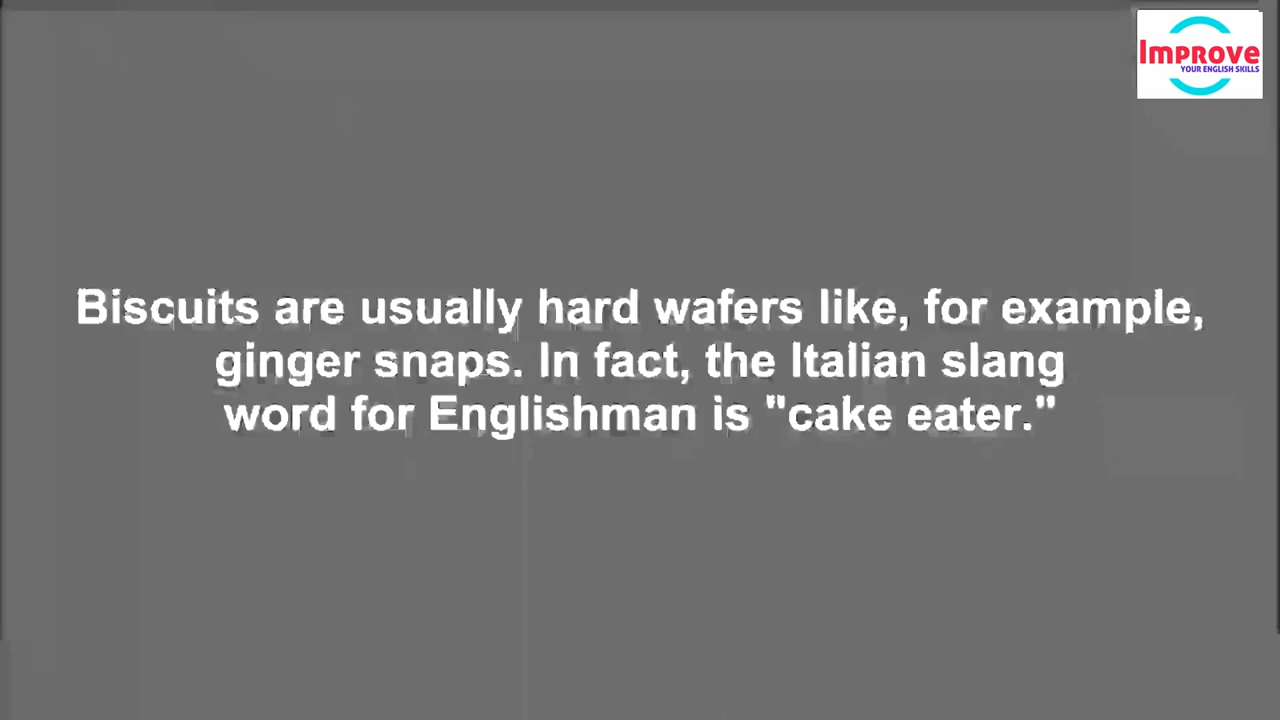 Improve
YOUR ENGLISH SKILLS
Biscuits are usually hard wafers like, for example,
ginger snaps. In fact, the Italian slang
word for Englishman is "cake eater."